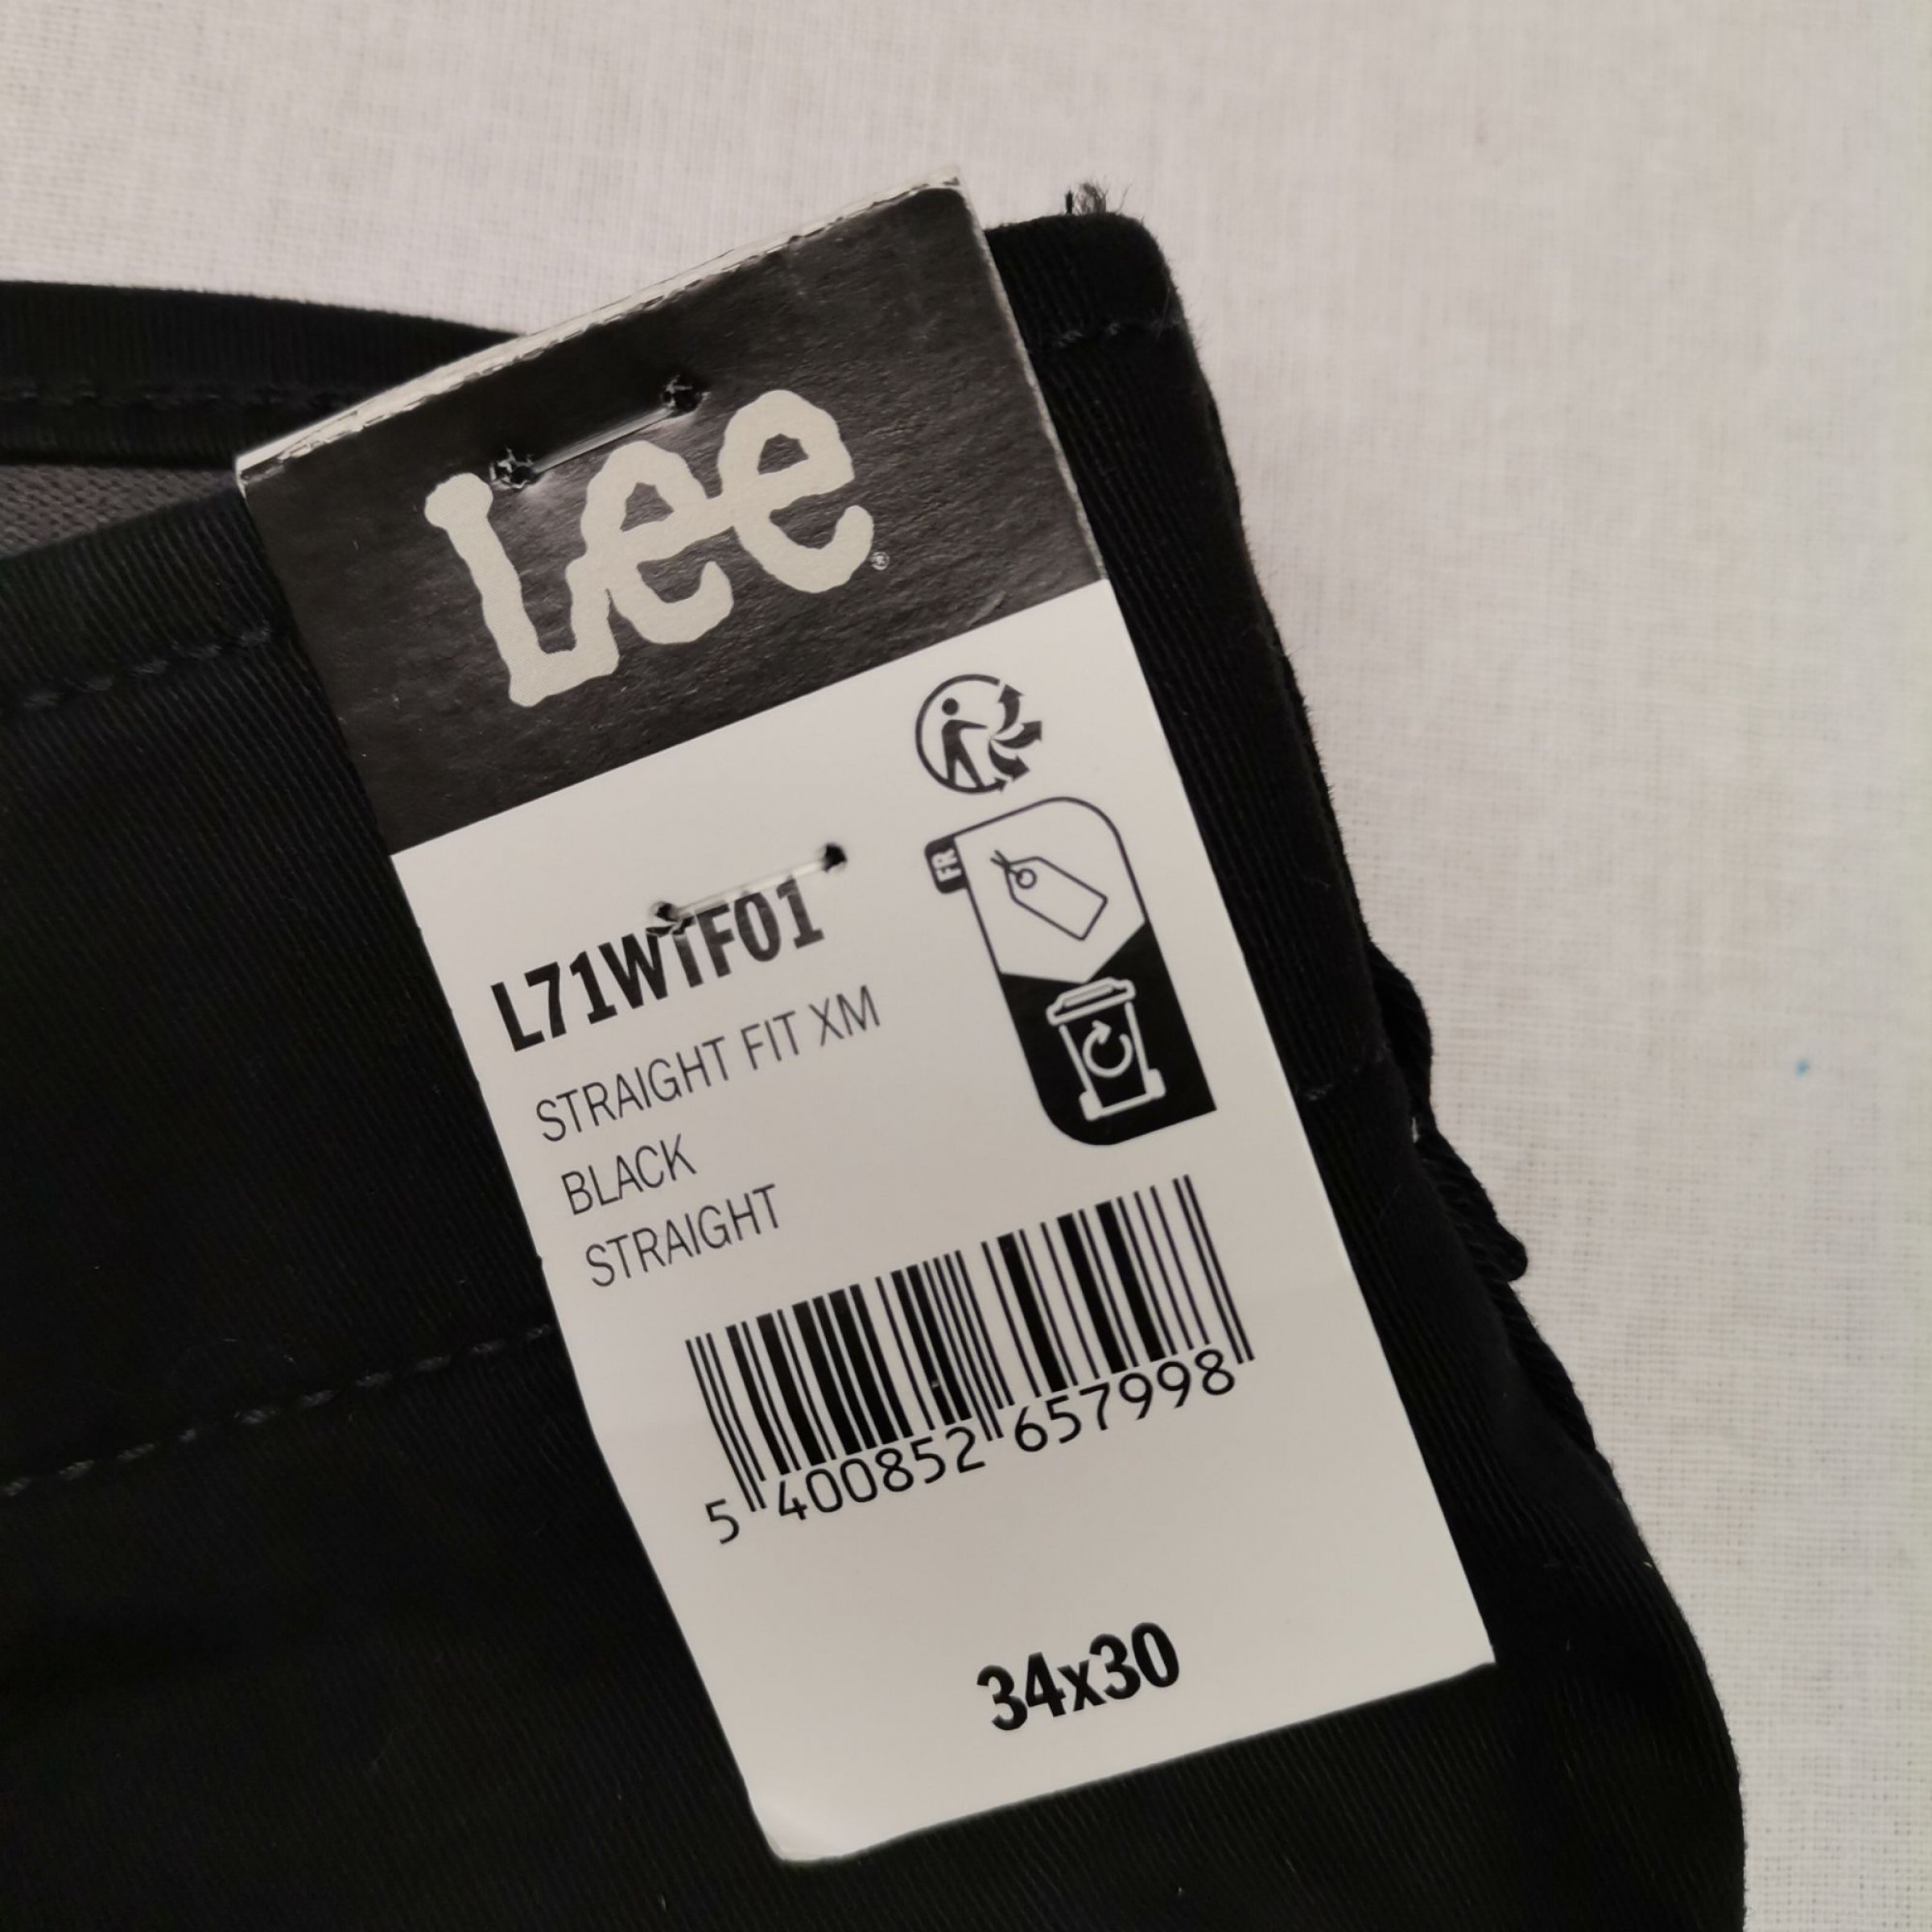 Lee
L71WTF01
FR
STRAIGHT FIT XM
BLACK
STRAIGHT
5 400852 657998
34x30